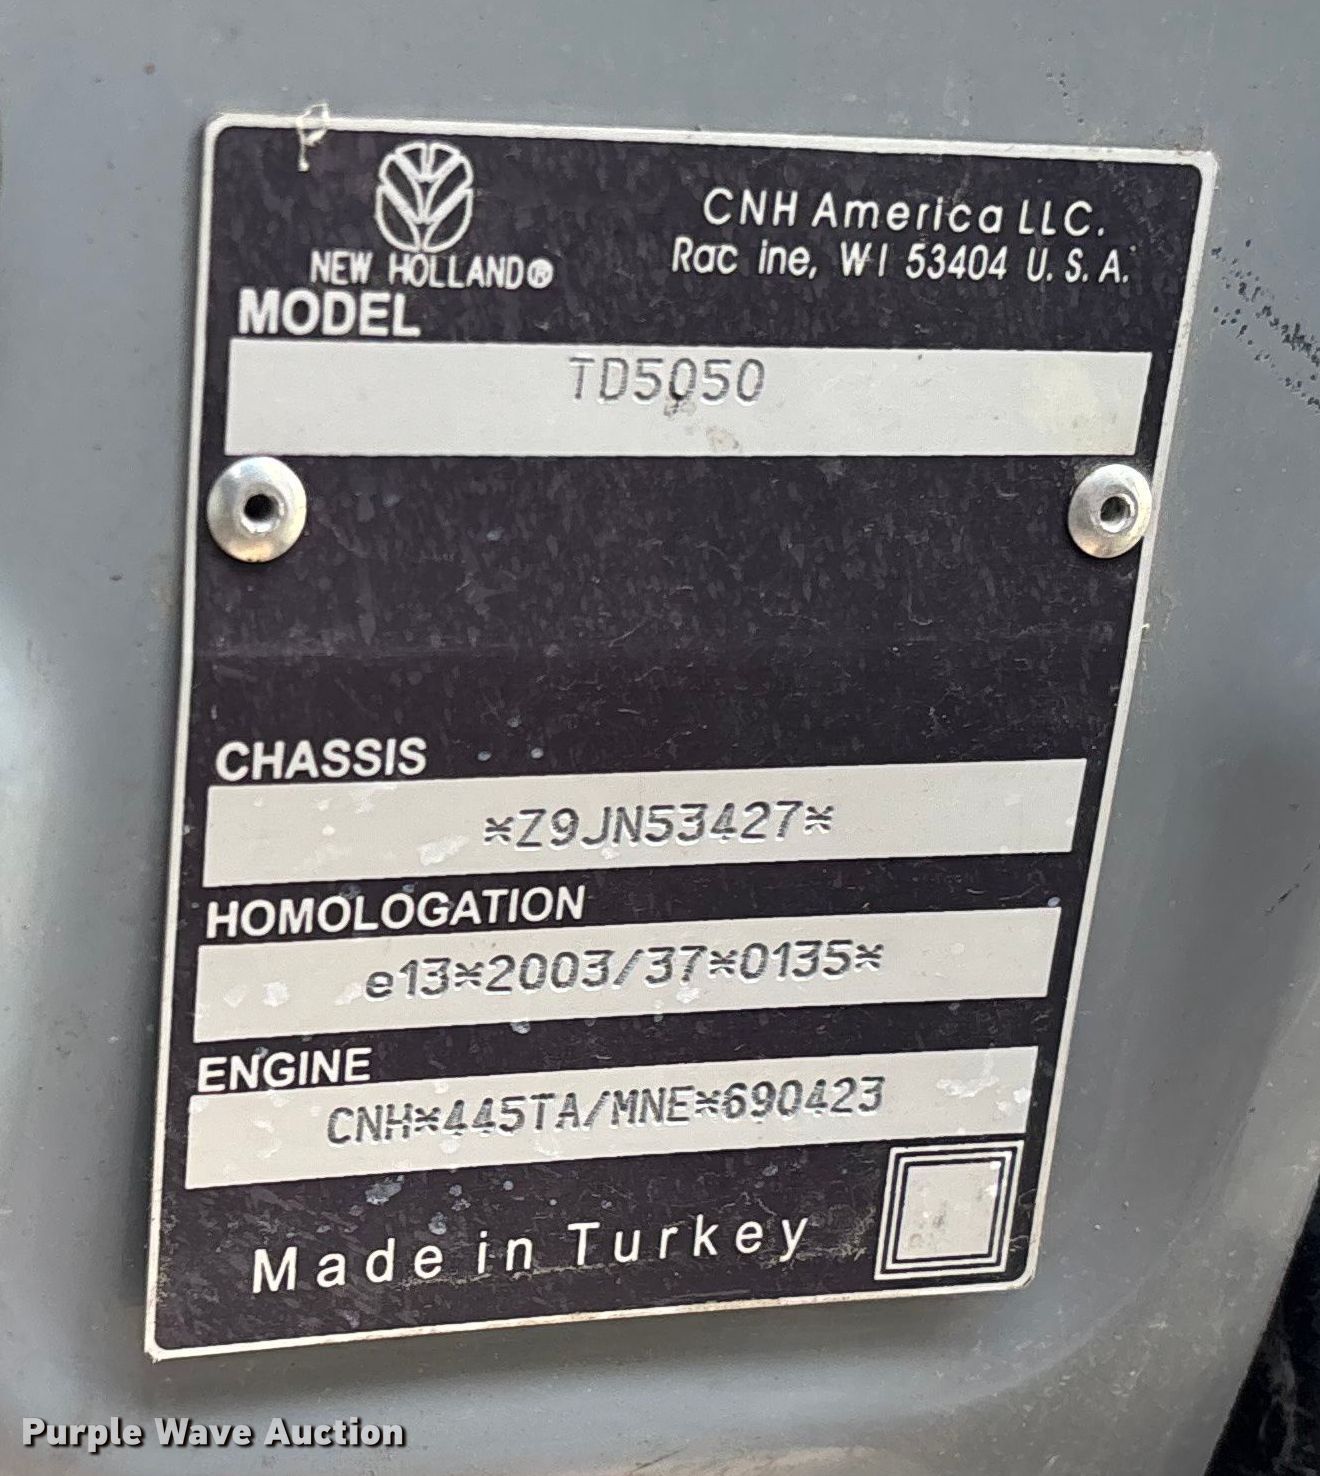 CNH America LLC.
Rac ine, WI 53404 U. S. A.
NEW HOLLAND®
MODEL
TD5050
CHASSIS
*Z9JN53427*
HOMOLOGATION
e13*2003/37*0135*
ENGINE
CNH*445TA/MNE*690423
Made in Turkey
Purple Wave Auction